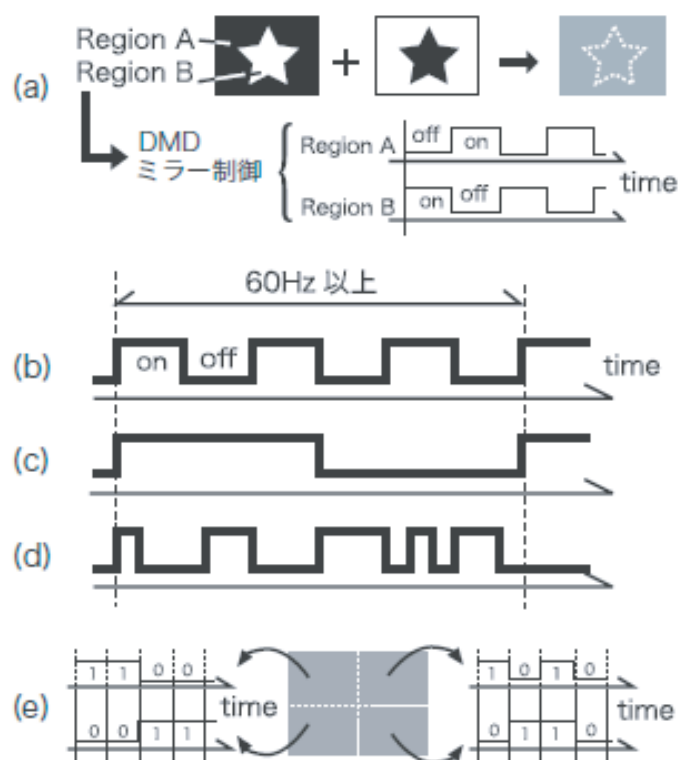 (a)
Region A
Region B
DMD
ミラー制御
Region A
off
on
Region B
on
off
time
60Hz 以上
(b)
on
off
time
(c)
(d)
(e)
1 1 0 0
0 0 1 1
time
1 0 1 0
0 1 1 0
time